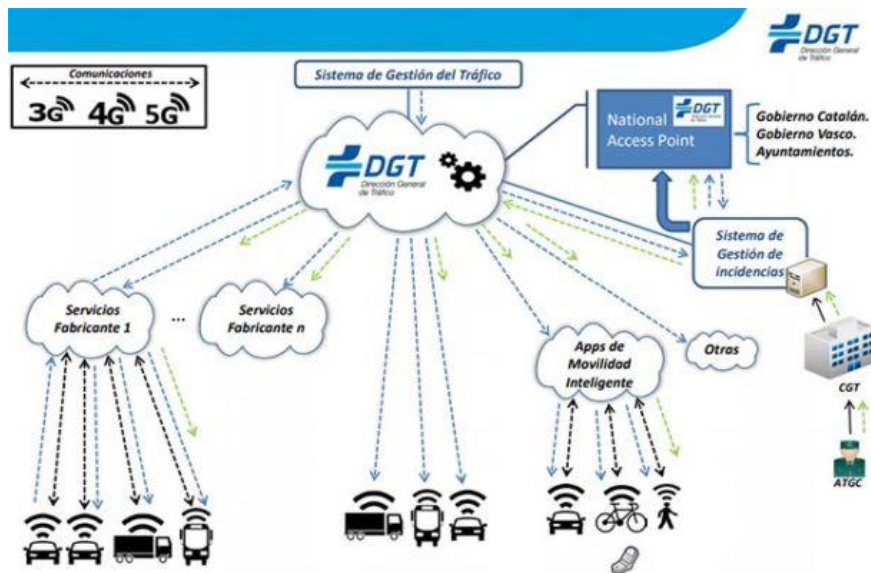 DGT
Dirección General
de Tráfico
Comunicaciones
3G 4G 5G
Sistema de Gestión del Tráfico
DGT
Dirección General
de Tráfico
National
Access Point
DGT
Gobierno Catalán.
Gobierno Vasco.
Ayuntamientos.
Sistema de
Gestión de
incidencias
Servicios
Fabricante 1
...
Servicios
Fabricante n
Apps de
Movilidad
Inteligente
Otras
CGT
ATGC